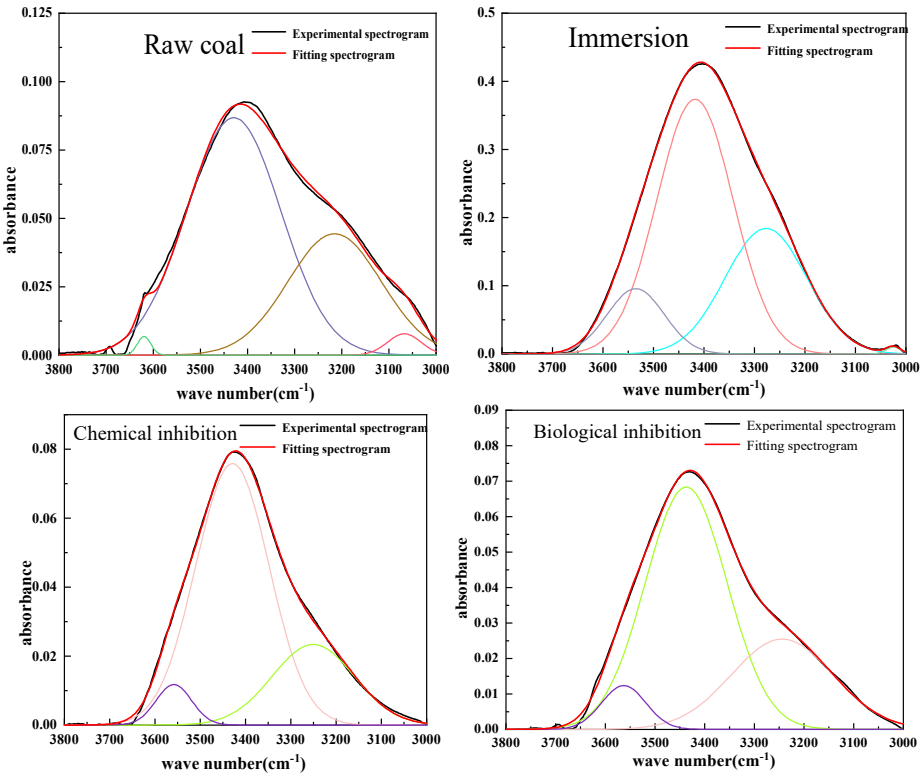 Raw coal
Experimental spectrogram
Fitting spectrogram
absorbance
0.125
0.100
0.075
0.050
0.025
0.000
3800 3700 3600 3500 3400 3300 3200 3100 3000
wave number(cm-1)
Immersion
Experimental spectrogram
Fitting spectrogram
absorbance
0.5
0.4
0.3
0.2
0.1
0.0
3800 3700 3600 3500 3400 3300 3200 3100 3000
wave number(cm-1)
Chemical inhibition
Experimental spectrogram
Fitting spectrogram
absorbance
0.08
0.06
0.04
0.02
0.00
3800 3700 3600 3500 3400 3300 3200 3100 3000
wave number(cm-1)
Biological inhibition
Experimental spectrogram
Fitting spectrogram
absorbance
0.09
0.08
0.07
0.06
0.05
0.04
0.03
0.02
0.01
0.00
3800 3700 3600 3500 3400 3300 3200 3100 3000
wave number(cm-1)